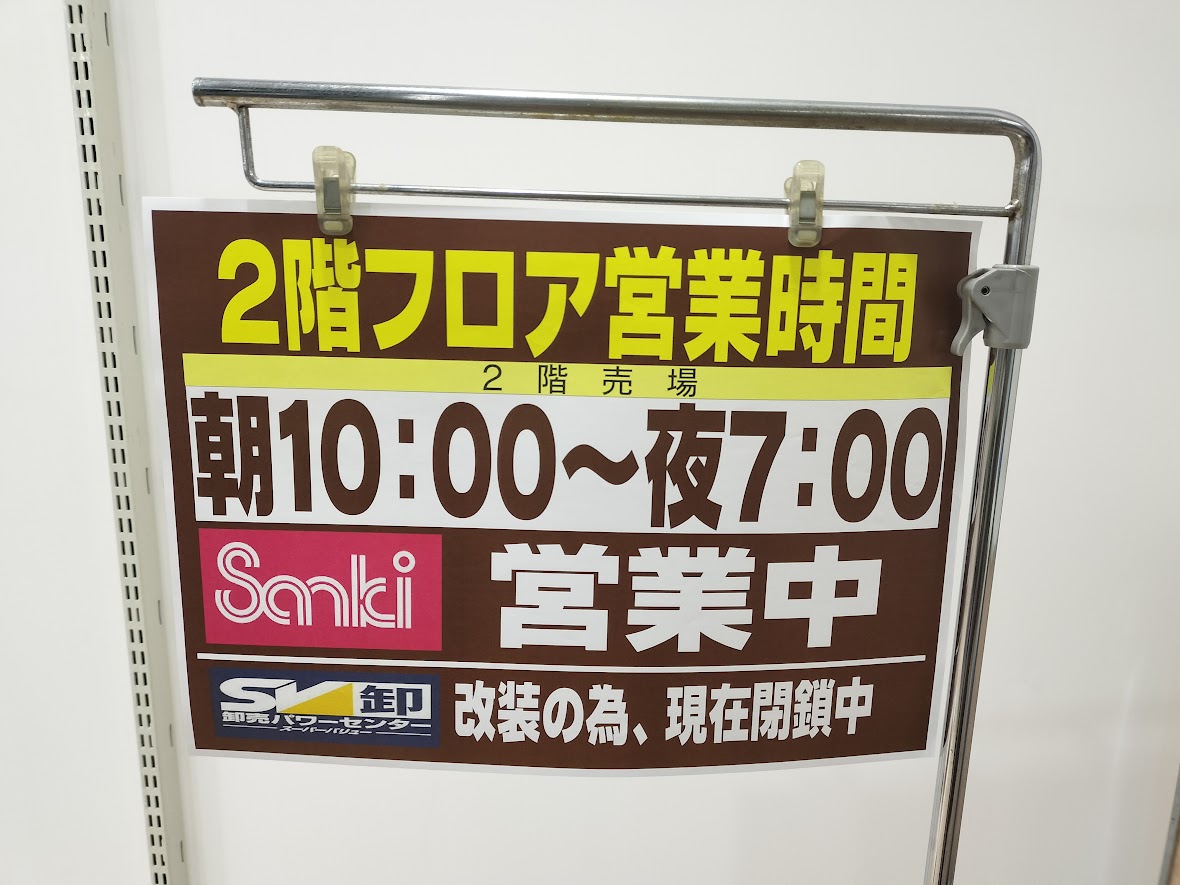 2階フロア営業時間
2階売場
朝10:00～夜7:00
Sanki 営業中
SV卸
卸売パワーセンター
スーパーバリュー
改装の為、現在閉鎖中